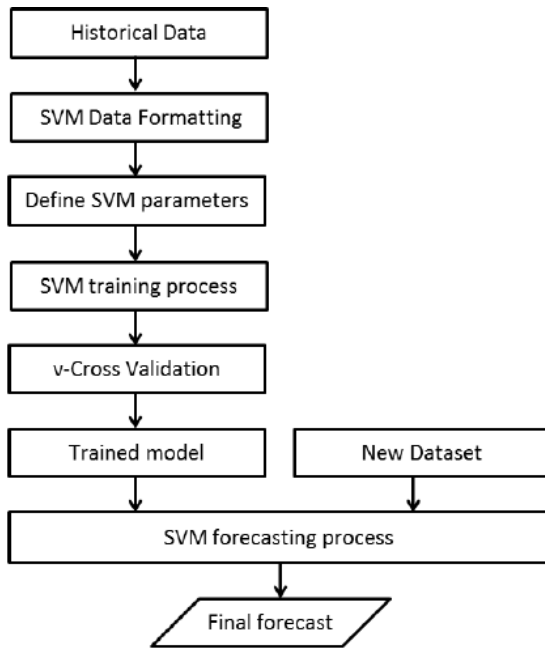 Historical Data
SVM Data Formatting
Define SVM parameters
SVM training process
v-Cross Validation
Trained model
New Dataset
SVM forecasting process
Final forecast